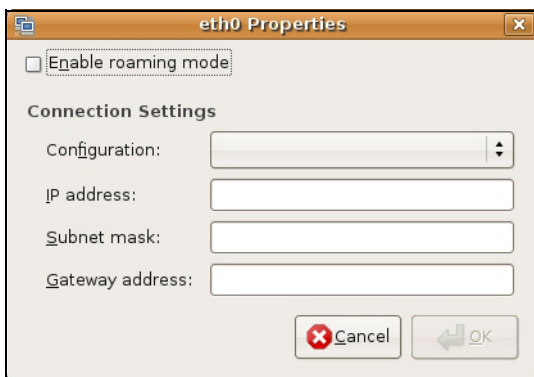 eth0 Properties
Enable roaming mode
Connection Settings
Configuration:
IP address:
Subnet mask:
Gateway address:
Cancel OK